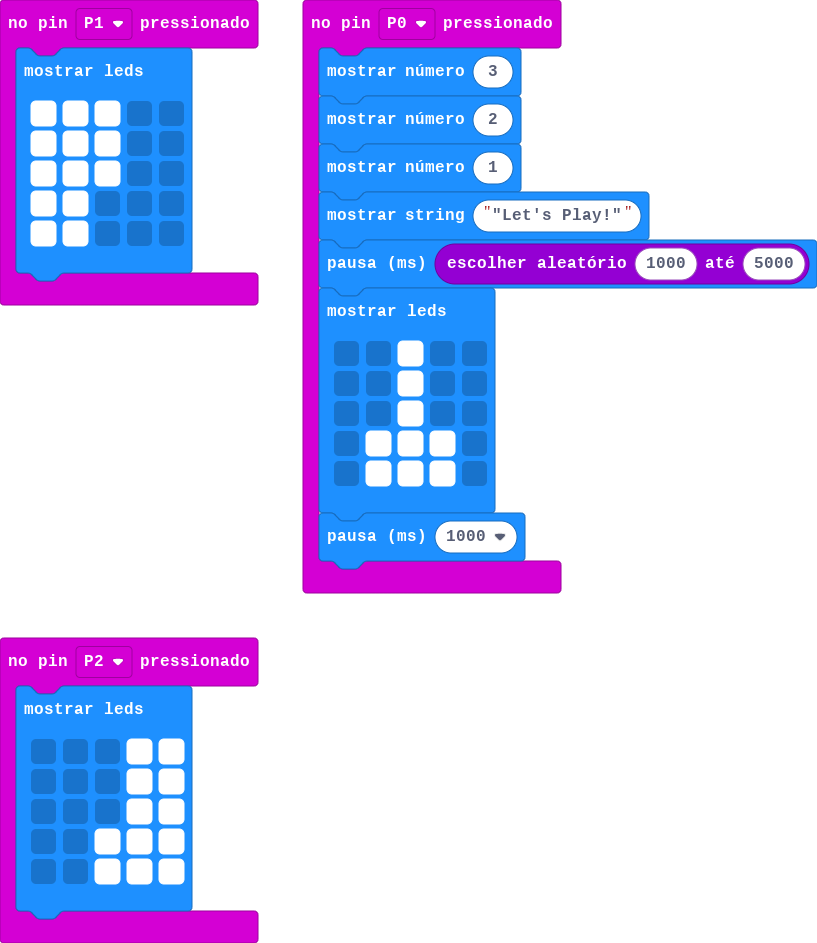 no pin P1 pressionado
mostrar leds
no pin P0 pressionado
mostrar número 3
mostrar número 2
mostrar número 1
mostrar string ""Let's Play!""
pausa (ms) escolher aleatório 1000 até 5000
mostrar leds
pausa (ms) 1000
no pin P2 pressionado
mostrar leds